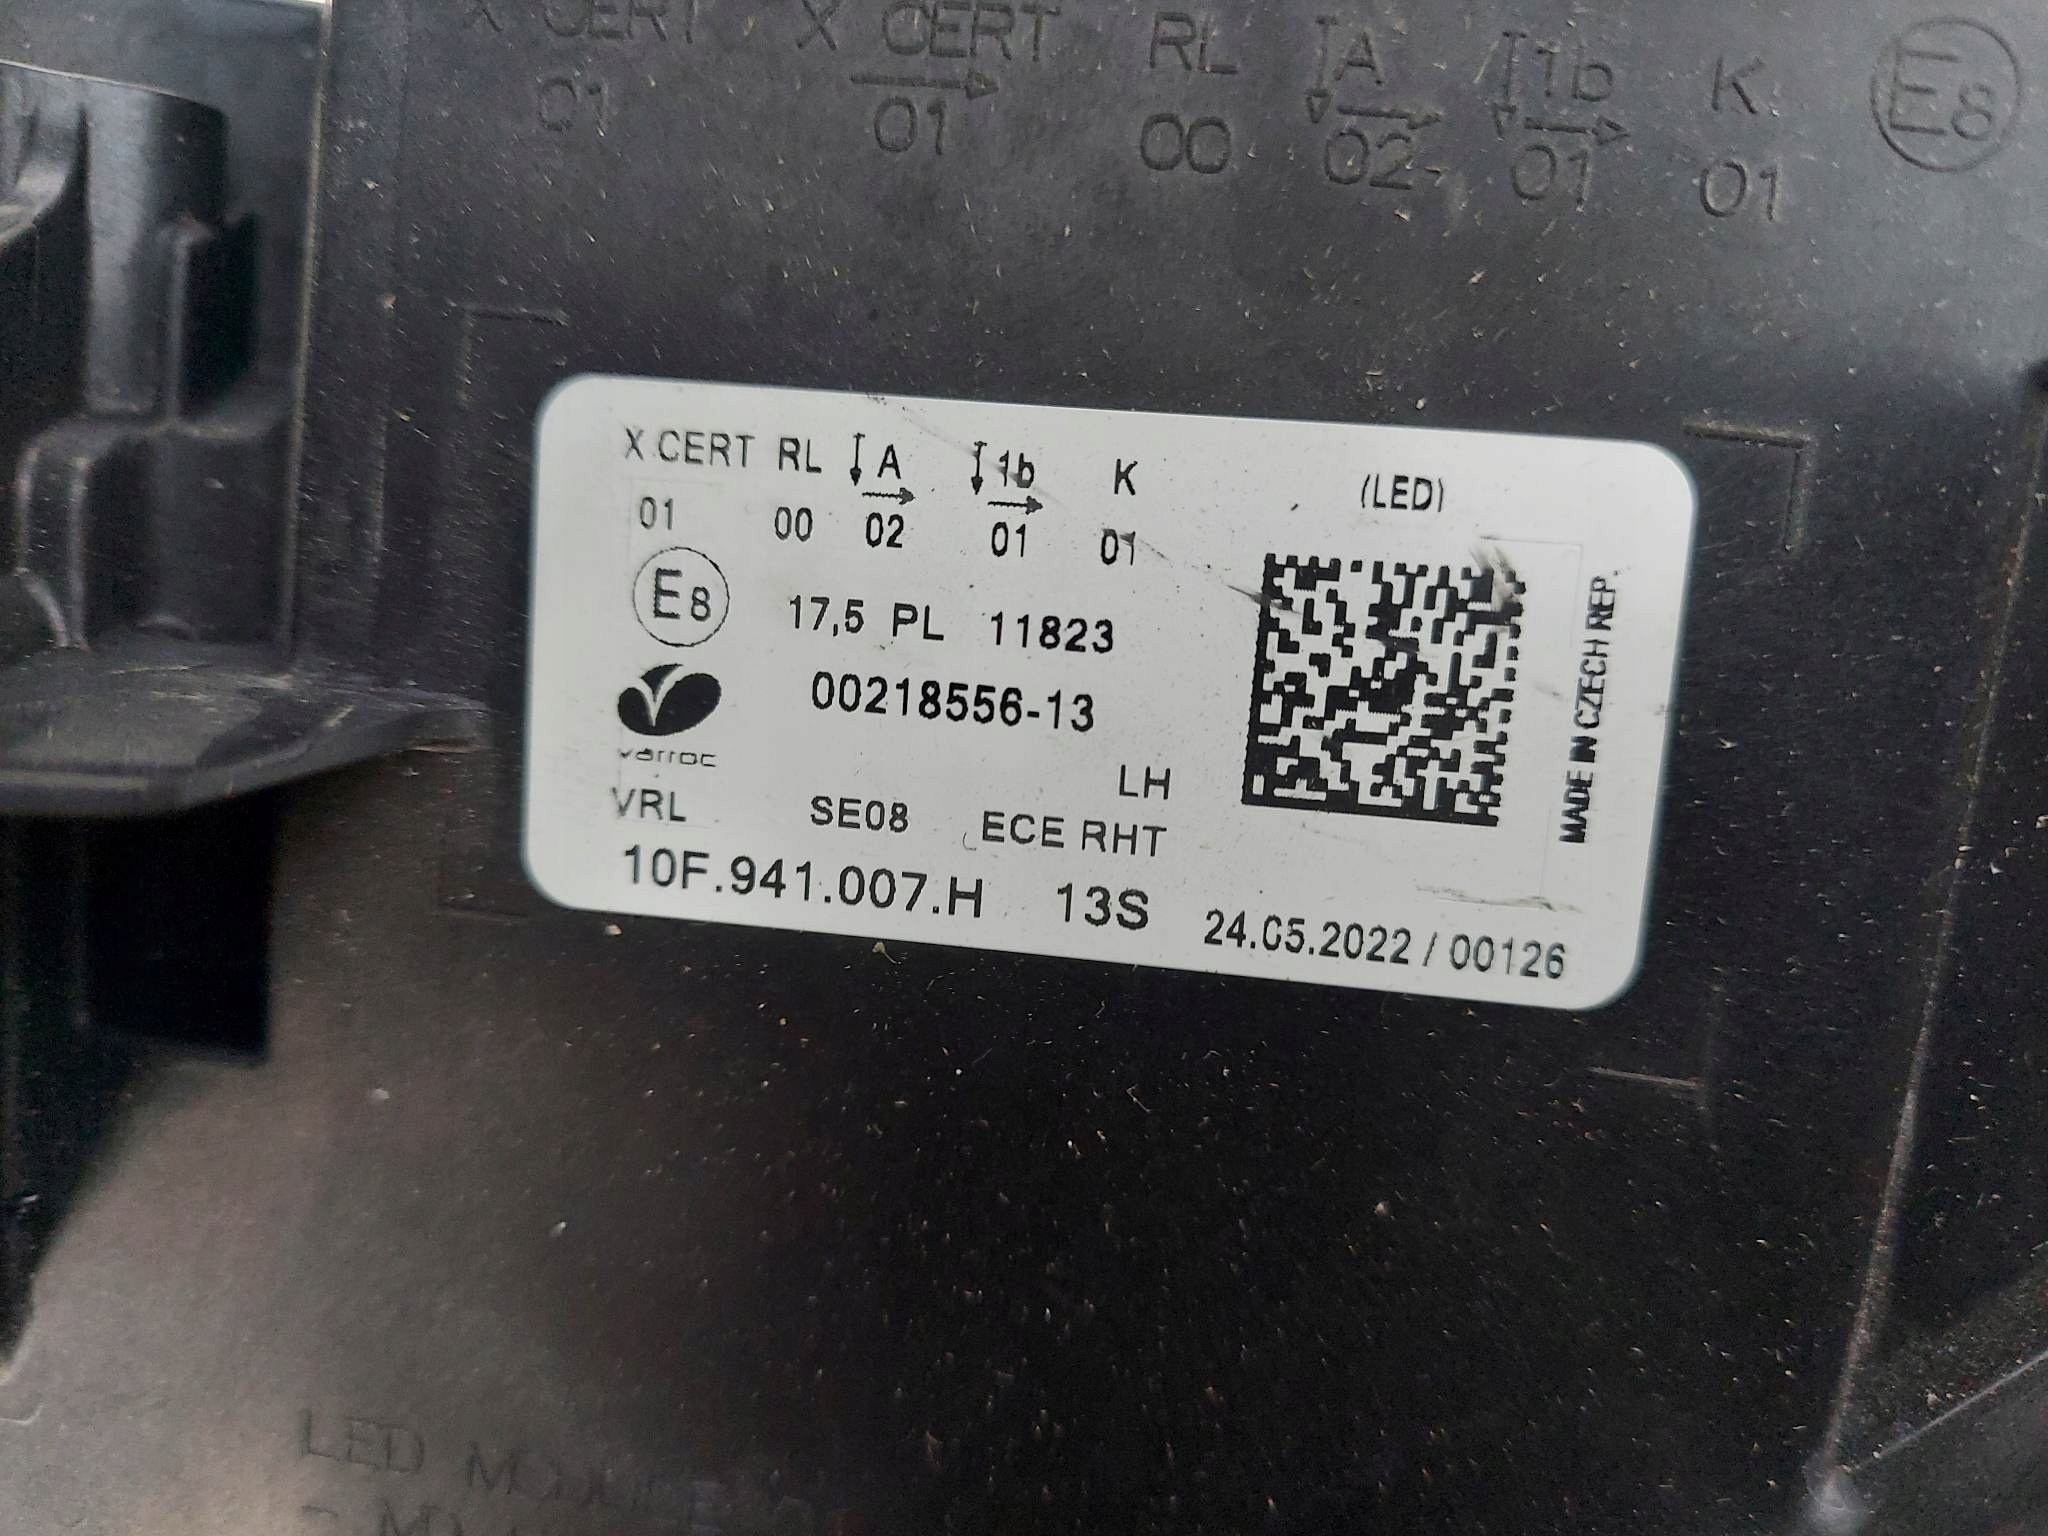 X CERT X CERT RL A 1b K E8
01 01 00 02 01 01
X CERT RL A 1b K (LED)
01 00 02 01 01
E8 17,5 PL 11823
00218556-13
varroc
LH
VRL SE08 ECE RHT
10F.941.007.H 13S 24.05.2022 / 00126
MADE IN CZECH REP.
LED